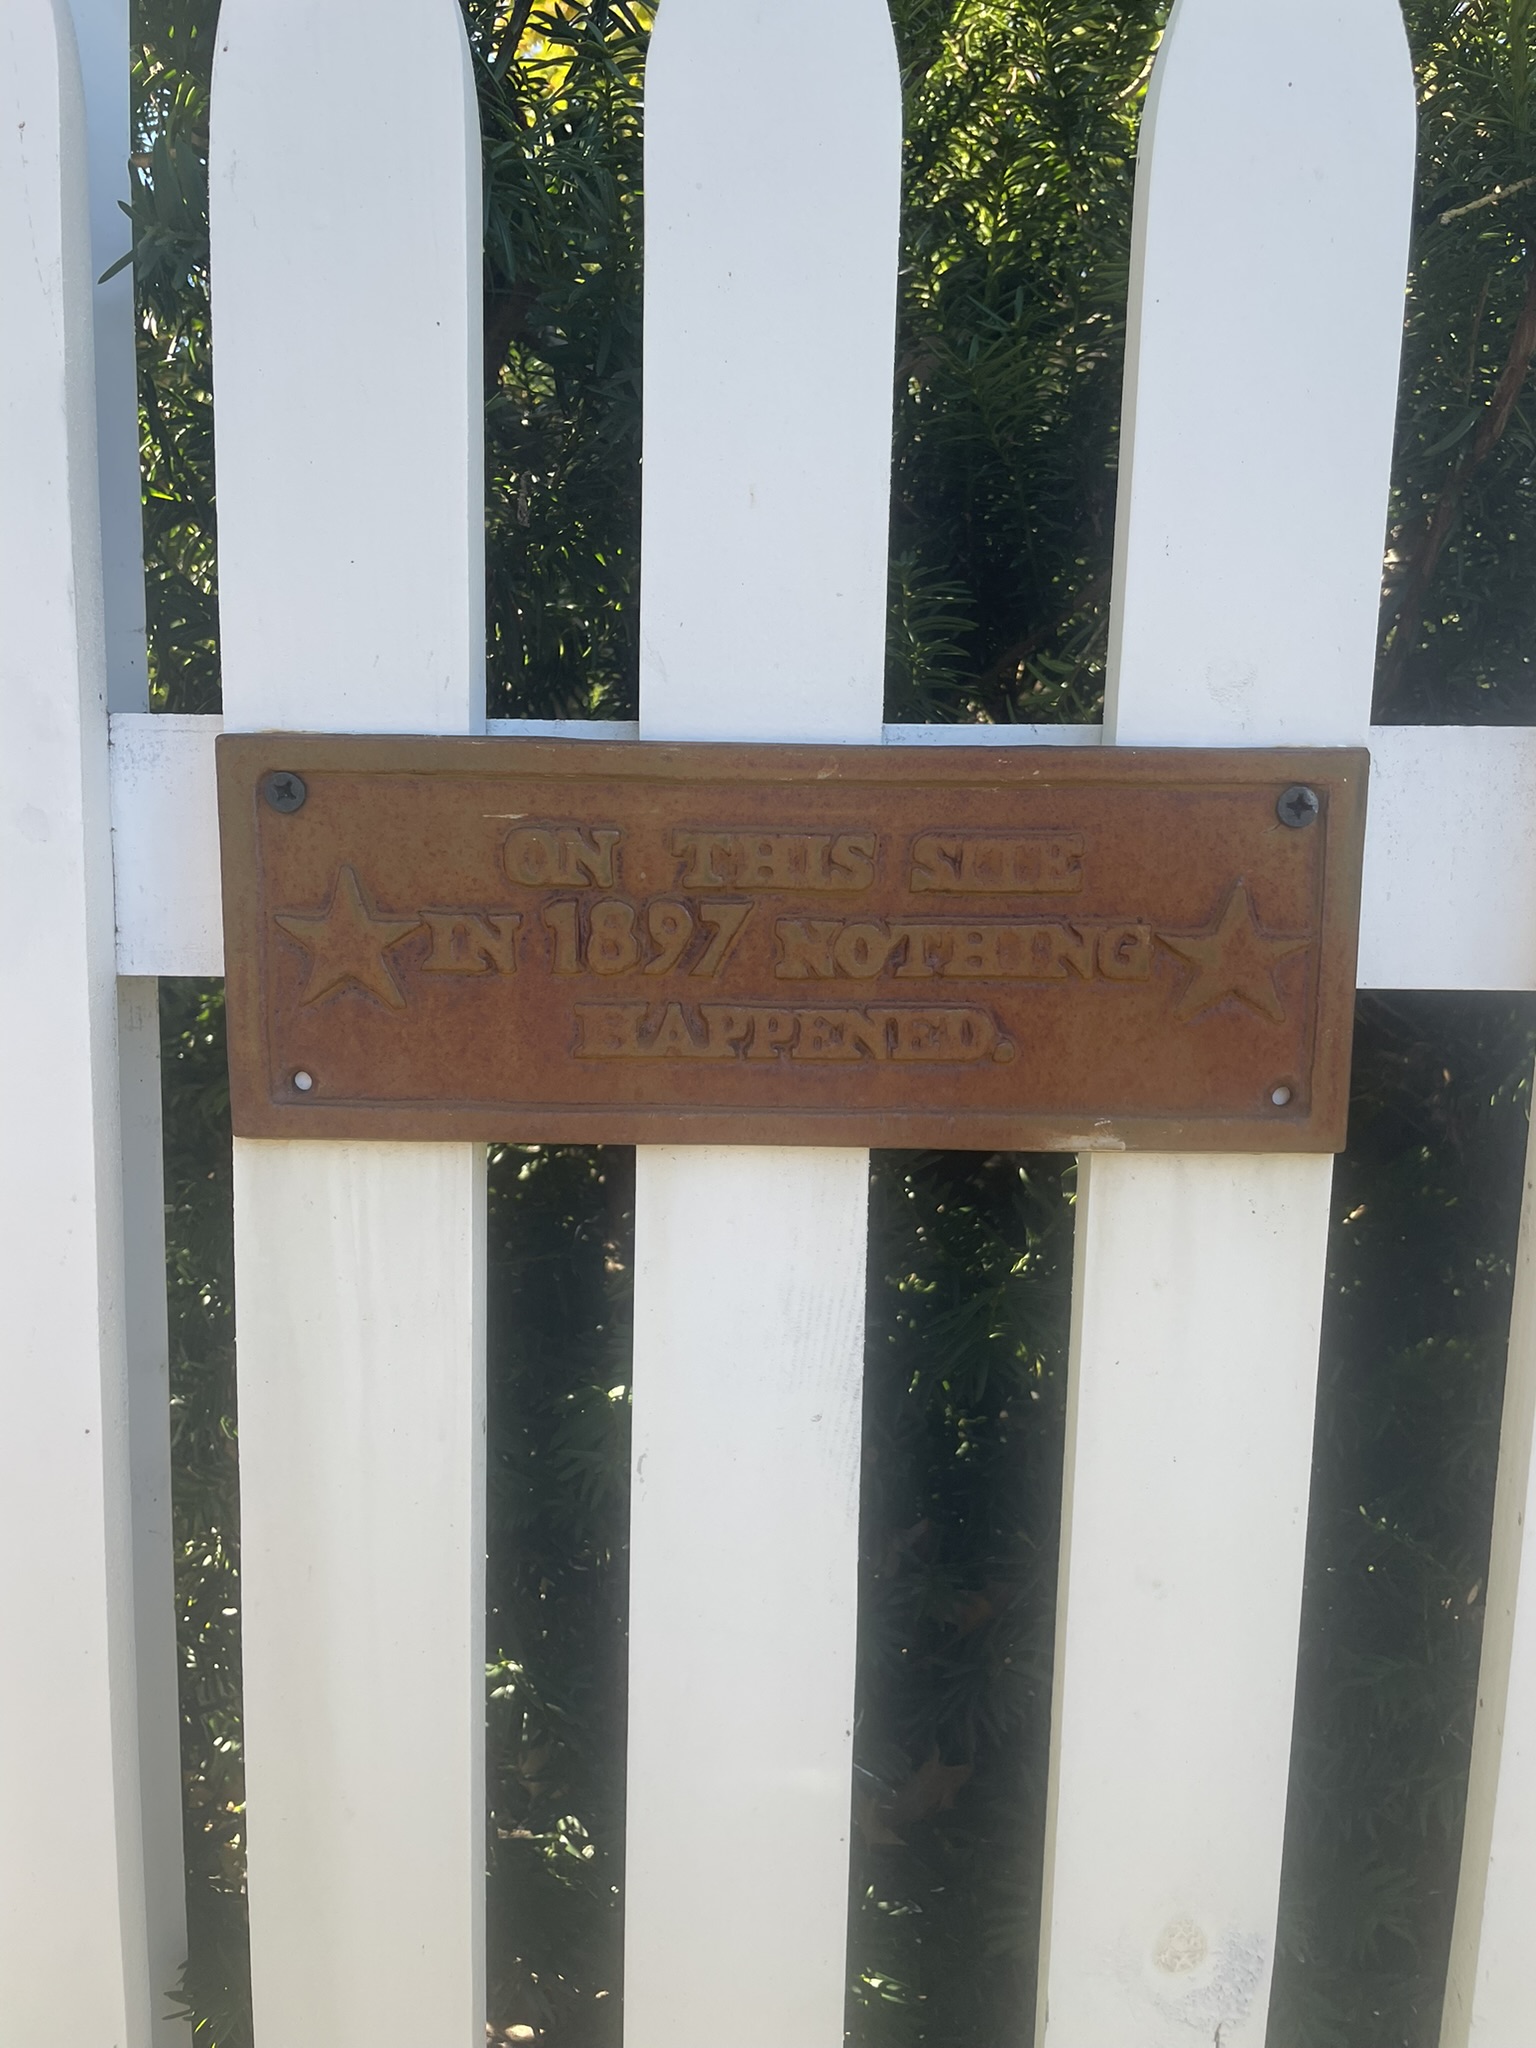 ON THIS SITE
IN 1897 NOTHING
HAPPENED.